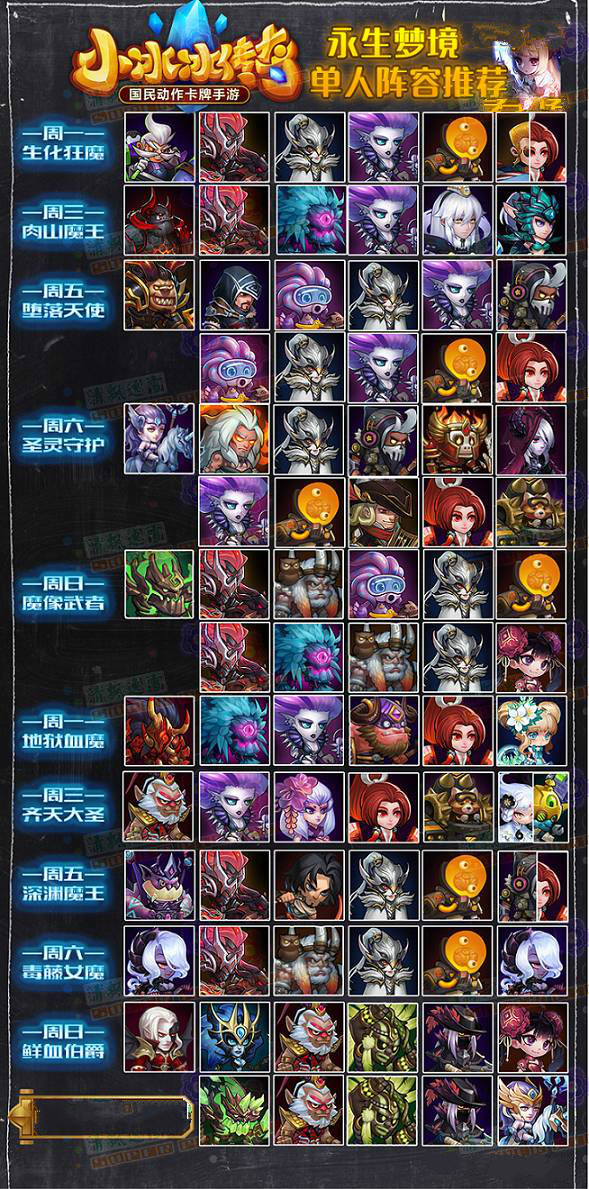 小冰冰传奇
国民动作卡牌手游
永生梦境
单人阵容推荐
周一
生化狂魔
周三
肉山魔王
周五
堕落天使
周六
圣灵守护
周日
魔像武者
周一
地狱血魔
周三
齐天大圣
周五
深渊魔王
周六
毒藤女魔
周日
鲜血伯爵